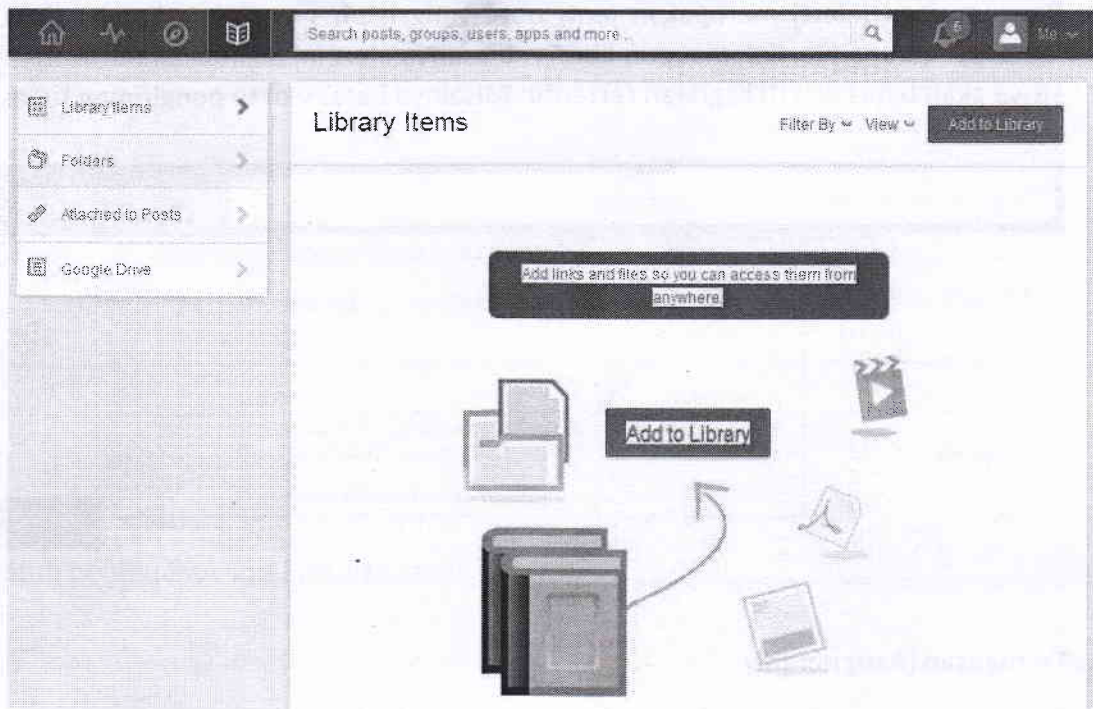 Search posts, groups, users, apps and more...
6
Me
Library Items
Folders
Attached to Posts
Google Drive
Library Items
Filter By
View
Add to Library
Add links and files so you can access them from
anywhere.
Add to Library